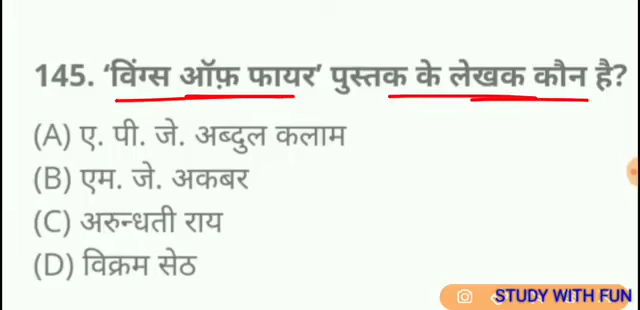 145. ‘विंग्स ऑफ़ फायर’ पुस्तक के लेखक कौन है?
(A) ए. पी. जे. अब्दुल कलाम
(B) एम. जे. अकबर
(C) अरुन्धती राय
(D) विक्रम सेठ
STUDY WITH FUN